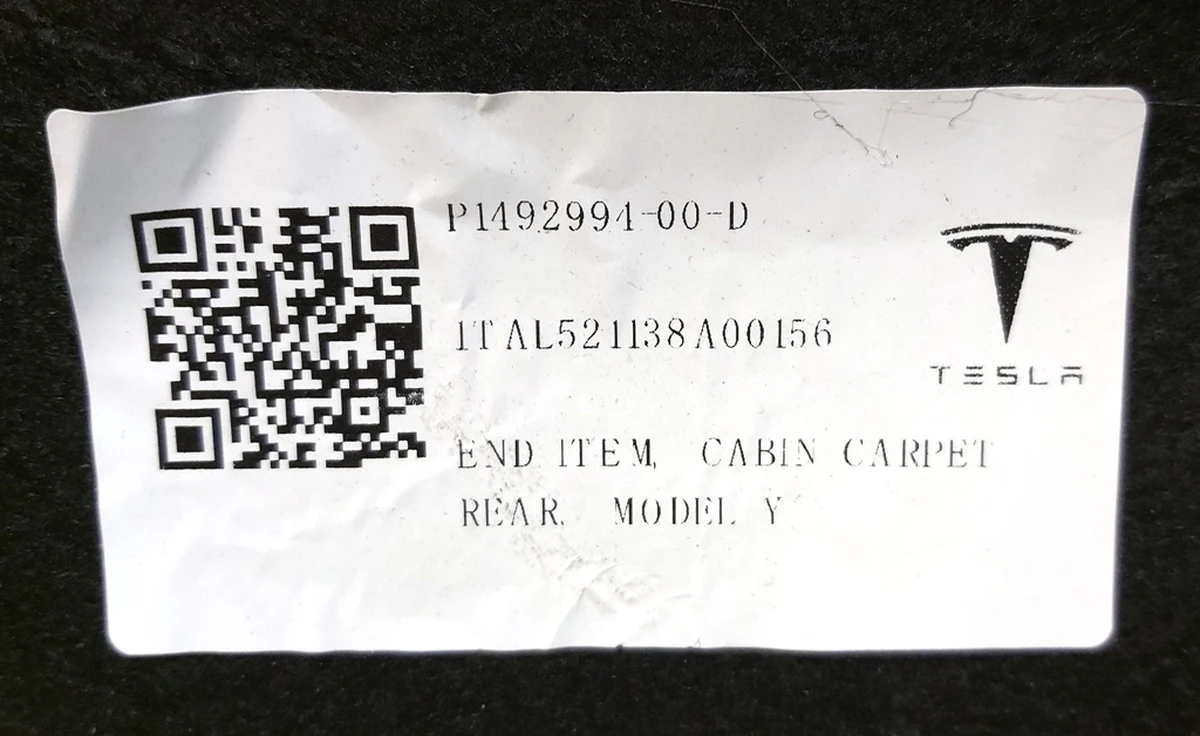 P1492994-00-D
1TAL521138A00156
END ITEM, CABIN CARPET
REAR, MODEL Y
TESLA